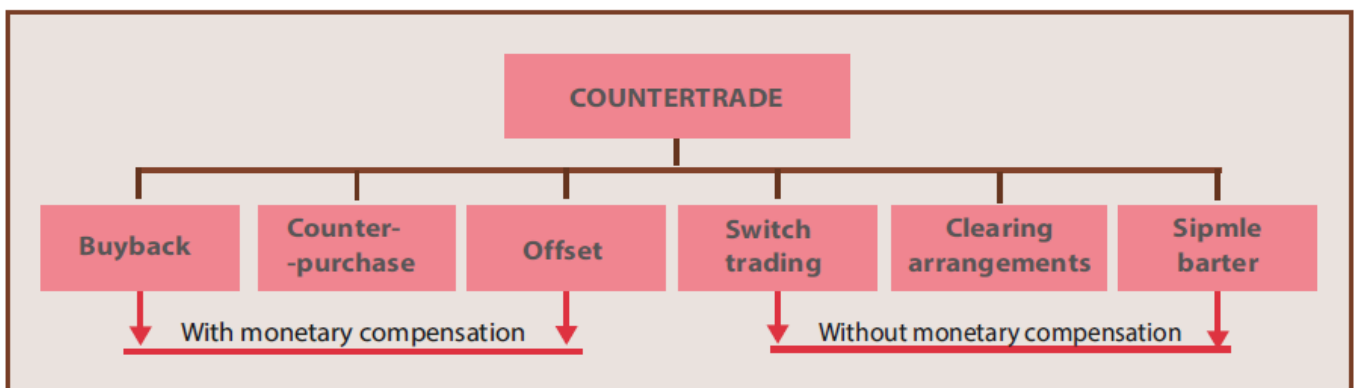 COUNTERTRADE
Buyback
Counter-
-purchase
Offset
Switch
trading
Clearing
arrangements
Sipmle
barter
With monetary compensation
Without monetary compensation